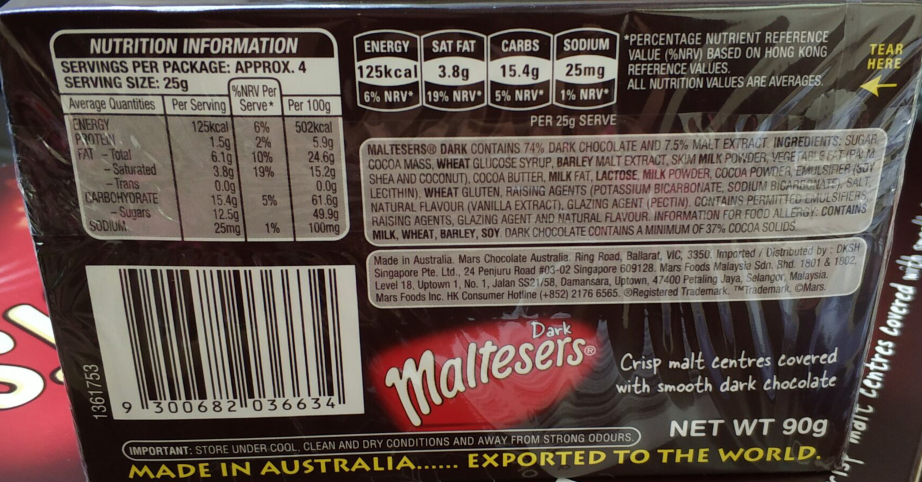 NUTRITION INFORMATION
SERVINGS PER PACKAGE: APPROX. 4
SERVING SIZE: 25g
Average Quantities Per Serving %NRV Per Serve* Per 100g
ENERGY 125kcal 6% 502kcal
PROTEIN 1.5g 2% 5.9g
FAT - Total 6.1g 10% 24.6g
- Saturated 3.8g 19% 15.2g
- Trans 0.0g 0.0g
CARBOHYDRATE 15.4g 5% 61.6g
- Sugars 12.5g 49.9g
SODIUM 25mg 1% 100mg
ENERGY SAT FAT CARBS SODIUM
125kcal 3.8g 15.4g 25mg
6% NRV* 19% NRV* 5% NRV* 1% NRV*
PER 25g SERVE
*PERCENTAGE NUTRIENT REFERENCE
VALUE (%NRV) BASED ON HONG KONG
REFERENCE VALUES.
ALL NUTRITION VALUES ARE AVERAGES.
TEAR
HERE
MALTESERS® DARK CONTAINS 74% DARK CHOCOLATE AND 7.5% MALT EXTRACT. INGREDIENTS: SUGAR,
COCOA MASS, WHEAT GLUCOSE SYRUP, BARLEY MALT EXTRACT, SKIM MILK POWDER, VEGETABLE FAT (PALM,
SHEA AND COCONUT), COCOA BUTTER, MILK FAT, LACTOSE, MILK POWDER, COCOA POWDER, EMULSIFIER (SOY
LECITHIN), WHEAT GLUTEN, RAISING AGENTS (POTASSIUM BICARBONATE, SODIUM BICARBONATE), SALT,
NATURAL FLAVOUR (VANILLA EXTRACT), GLAZING AGENT (PECTIN). CONTAINS PERMITTED EMULSIFIERS,
RAISING AGENTS, GLAZING AGENT AND NATURAL FLAVOUR. INFORMATION FOR FOOD ALLERGY: CONTAINS
MILK, WHEAT, BARLEY, SOY. DARK CHOCOLATE CONTAINS A MINIMUM OF 37% COCOA SOLIDS.
Made in Australia. Mars Chocolate Australia. Ring Road, Ballarat, VIC, 3350. Imported / Distributed by : DKSH
Singapore Pte. Ltd., 24 Penjuru Road #03-02 Singapore 609128. Mars Foods Malaysia Sdn. Bhd. 1801 & 1802,
Level 18, Uptown 1, No. 1, Jalan SS21/58, Damansara, Uptown, 47400 Petaling Jaya, Selangor, Malaysia.
Mars Foods Inc. HK Consumer Hotline (+852) 2176 6565. ®Registered Trademark. ™Trademark. ©Mars.
1361753
9 300682 036634
Dark
Maltesers®
Crisp malt centres covered
with smooth dark chocolate
NET WT 90g
IMPORTANT: STORE UNDER COOL, CLEAN AND DRY CONDITIONS AND AWAY FROM STRONG ODOURS.
MADE IN AUSTRALIA...... EXPORTED TO THE WORLD.
malt centres covered with